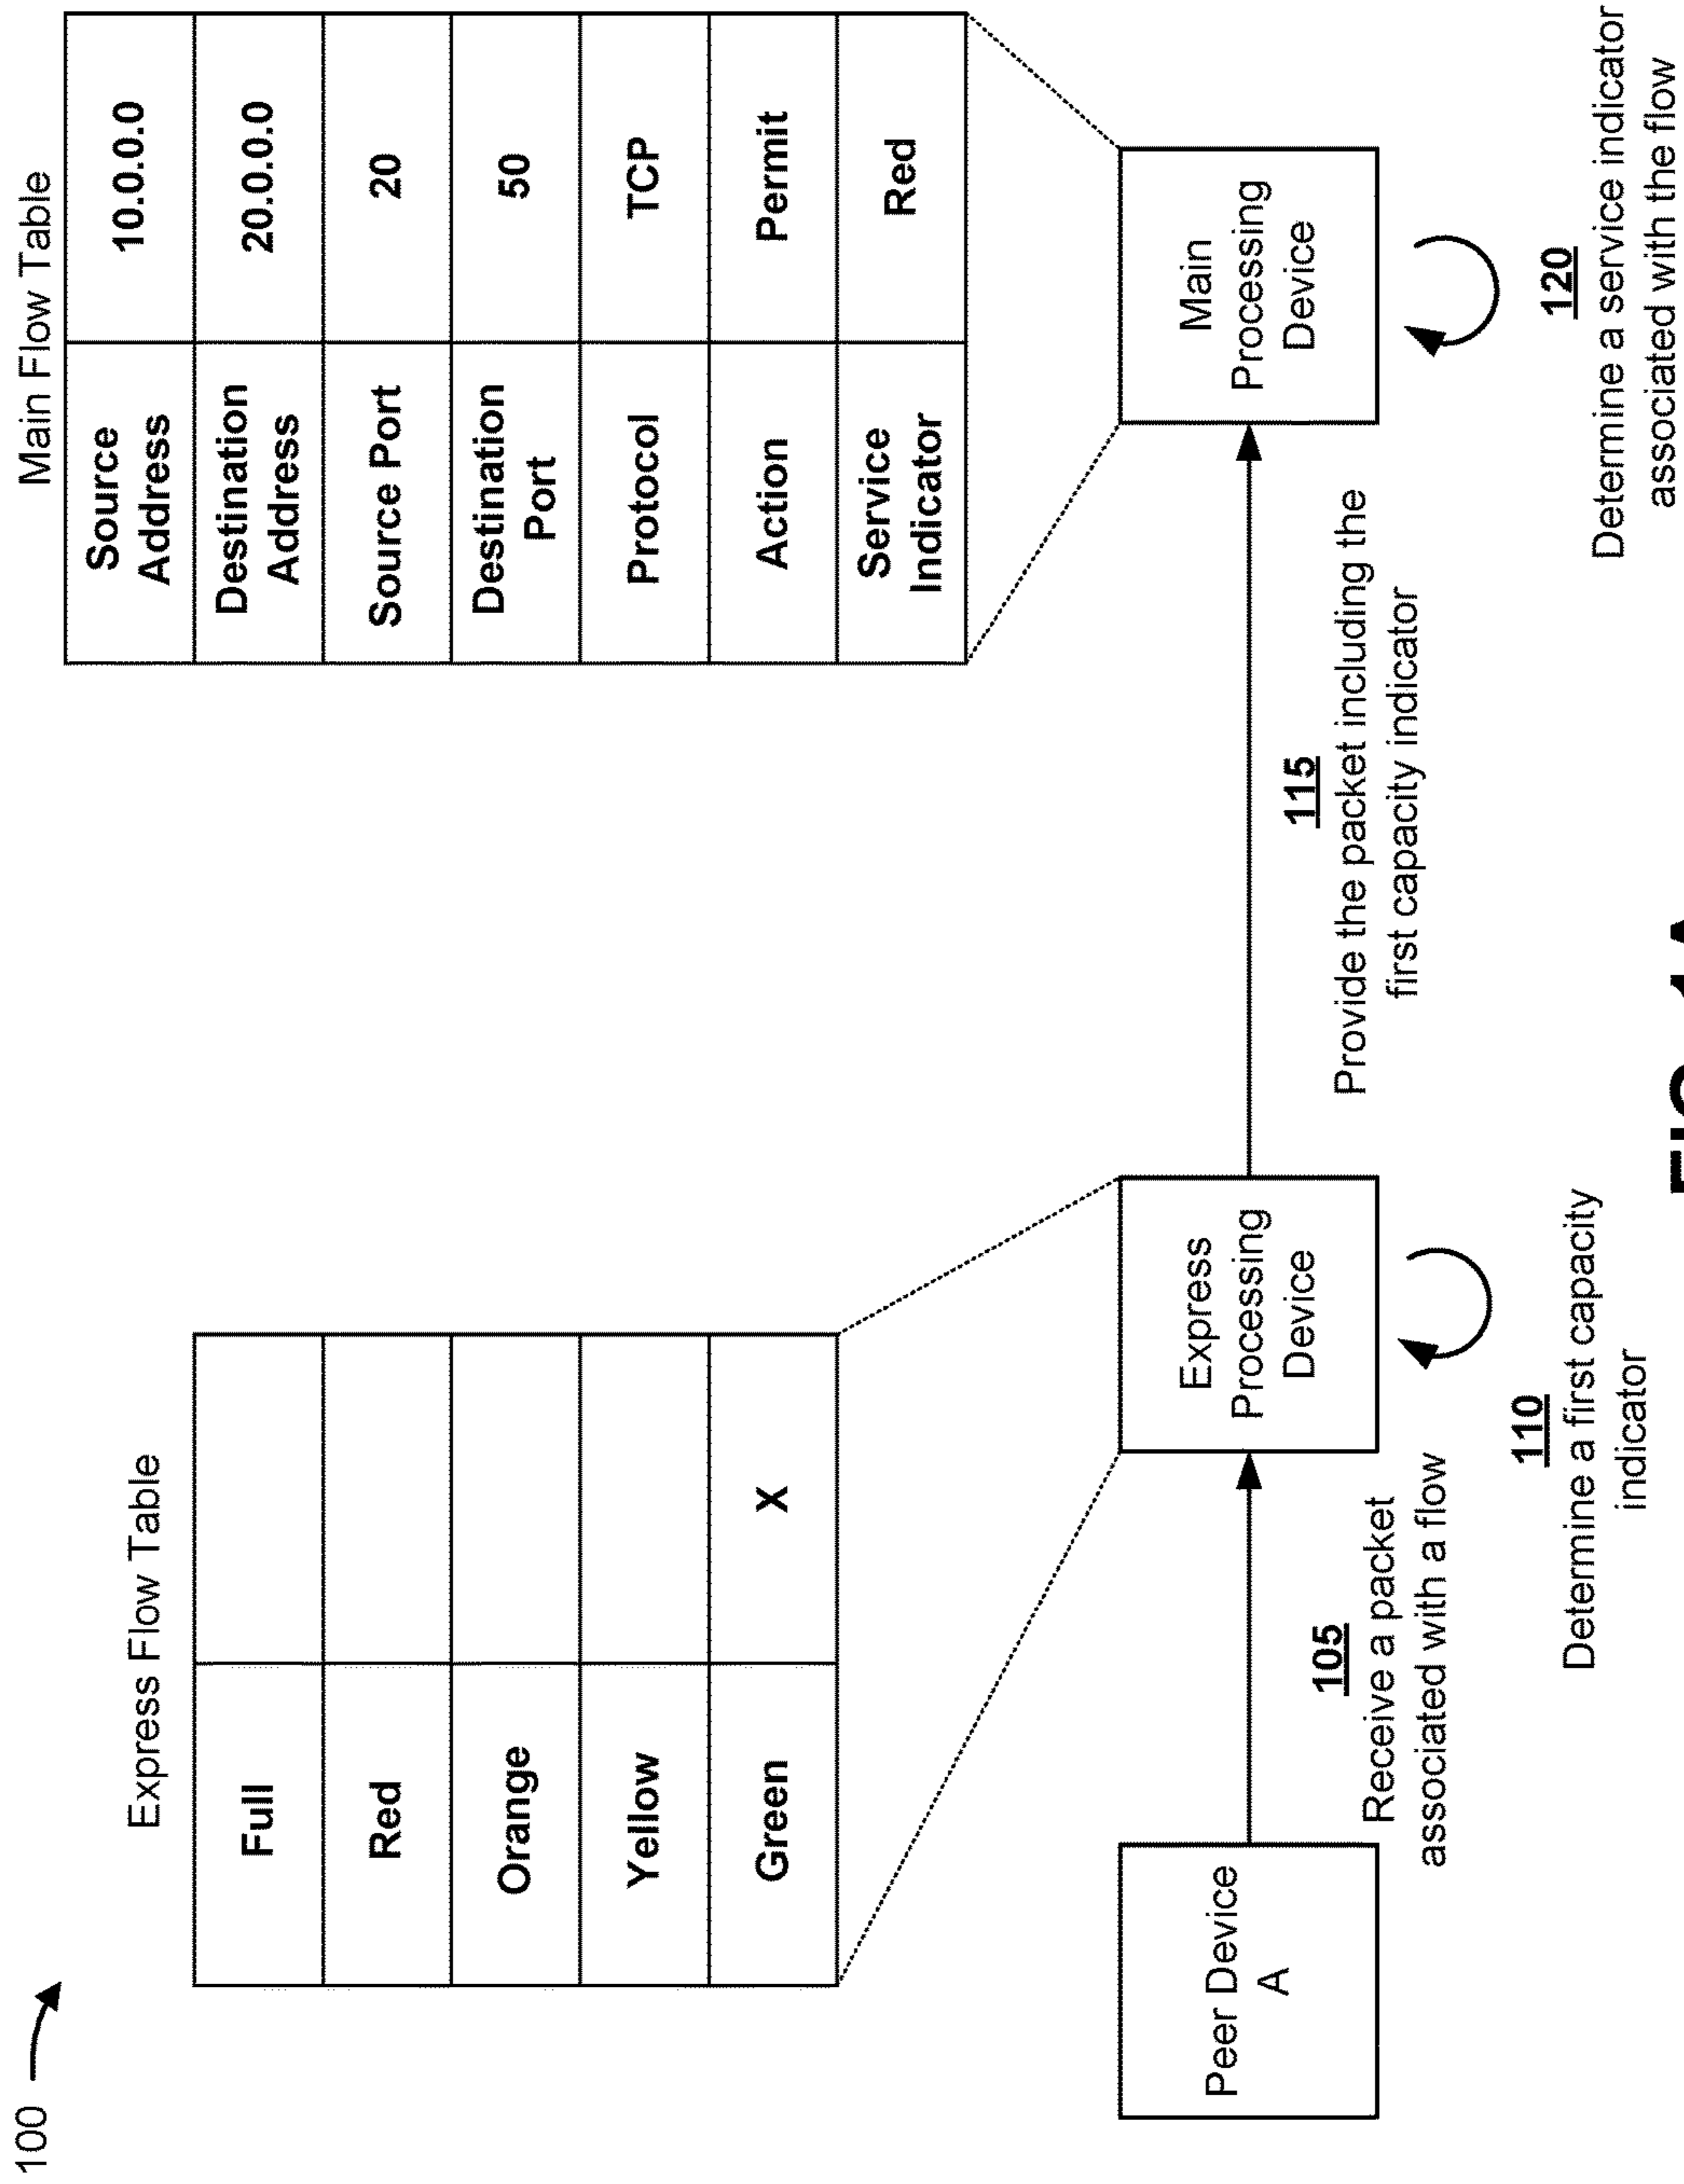 100
Express Flow Table
Full
Red
Orange
Yellow
Green X
Main Flow Table
Source
Address
10.0.0.0
Destination
Address
20.0.0.0
Source Port 20
Destination
Port
50
Protocol TCP
Action Permit
Service
Indicator
Red
Peer Device
A
105
Receive a packet
associated with a flow
Express
Processing
Device
110
Determine a first capacity
indicator
115
Provide the packet including the
first capacity indicator
Main
Processing
Device
120
Determine a service indicator
associated with the flow